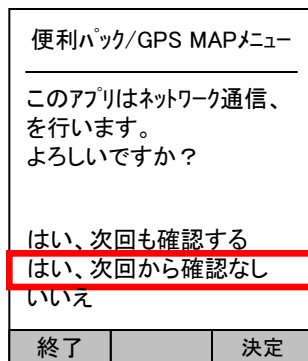 便利パック/GPS MAPメニュー
このアプリはネットワーク通信、
を行います。
よろしいですか？
はい、次回も確認する
はい、次回から確認なし
いいえ
終了 決定